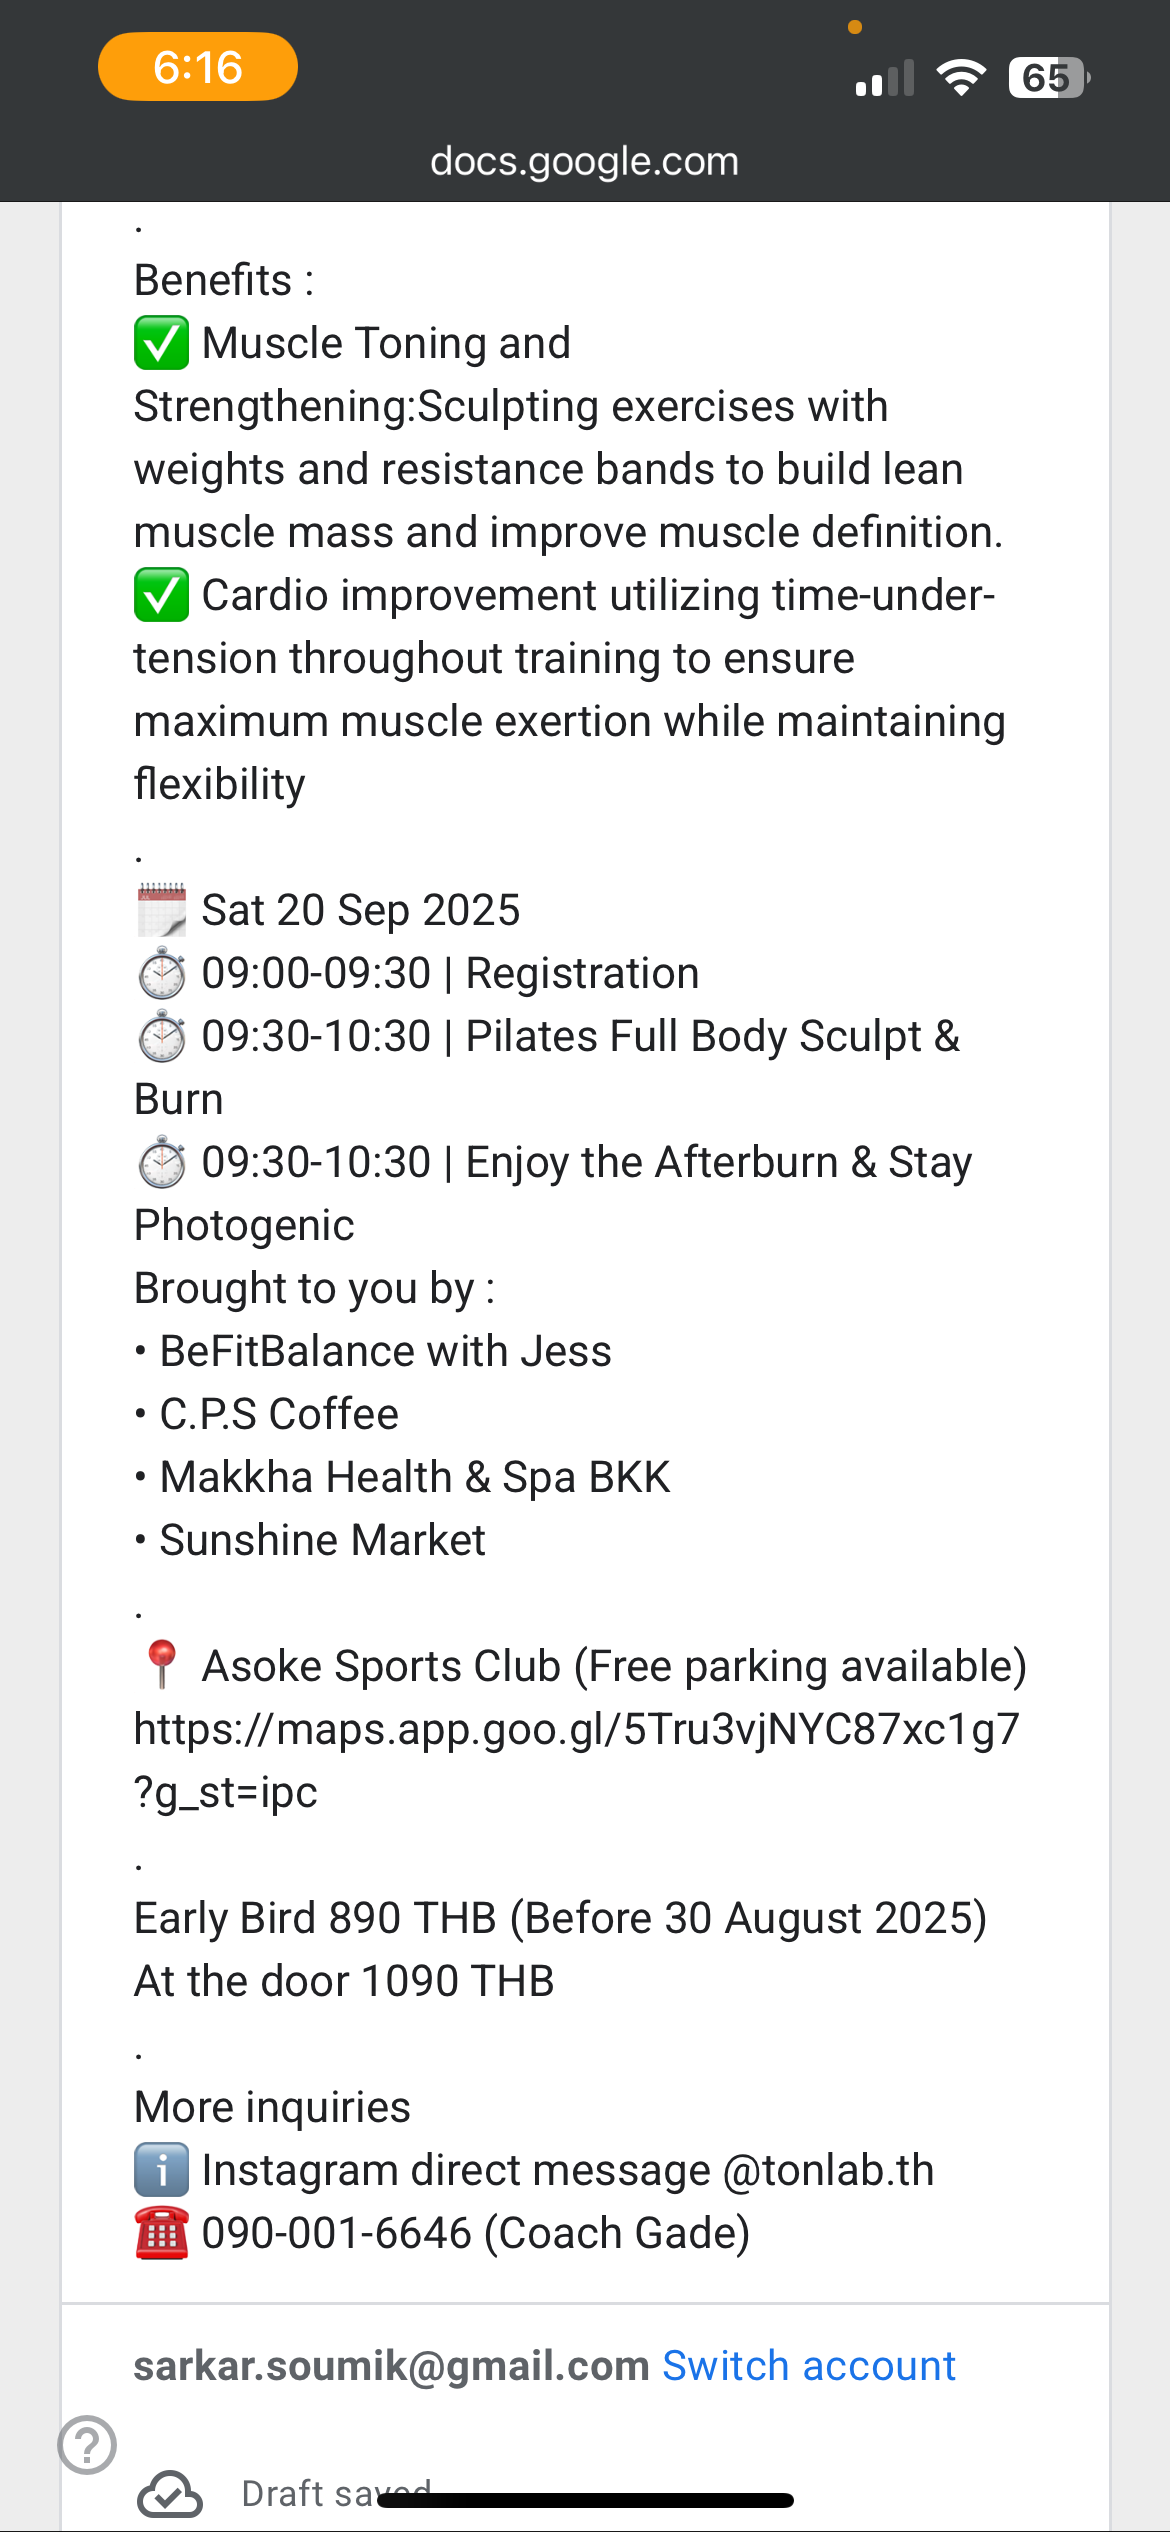 6:16
65
docs.google.com
.
Benefits :
✅ Muscle Toning and
Strengthening:Sculpting exercises with
weights and resistance bands to build lean
muscle mass and improve muscle definition.
✅ Cardio improvement utilizing time-under-
tension throughout training to ensure
maximum muscle exertion while maintaining
flexibility
.
🗓️ Sat 20 Sep 2025
⏱️ 09:00-09:30 | Registration
⏱️ 09:30-10:30 | Pilates Full Body Sculpt &
Burn
⏱️ 09:30-10:30 | Enjoy the Afterburn & Stay
Photogenic
Brought to you by :
• BeFitBalance with Jess
• C.P.S Coffee
• Makkha Health & Spa BKK
• Sunshine Market
.
📍 Asoke Sports Club (Free parking available)
https://maps.app.goo.gl/5Tru3vjNYC87xc1g7
?g_st=ipc
.
Early Bird 890 THB (Before 30 August 2025)
At the door 1090 THB
.
More inquiries
ℹ️ Instagram direct message @tonlab.th
☎️ 090-001-6646 (Coach Gade)
sarkar.soumik@gmail.com Switch account
Draft saved